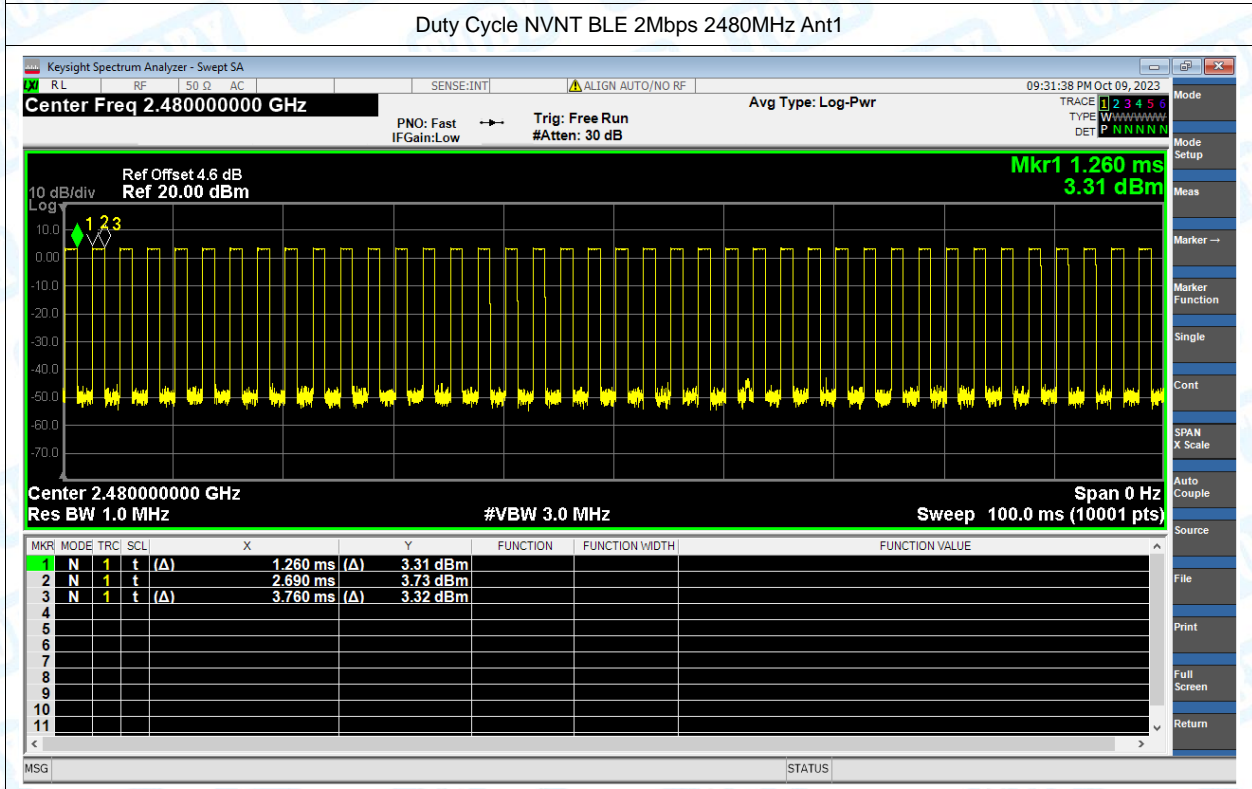 Duty Cycle NVNT BLE 2Mbps 2480MHz Ant1
Keysight Spectrum Analyzer - Swept SA
LXI RL RF 50 Ω AC SENSE:INT ALIGN AUTO/NO RF 09:31:38 PM Oct 09, 2023
Center Freq 2.480000000 GHz
PNO: Fast
IFGain:Low
Trig: Free Run
#Atten: 30 dB
Avg Type: Log-Pwr
TRACE 1 2 3 4 5 6
TYPE WWWWWW
DET P N N N N N
Mkr1 1.260 ms
3.31 dBm
Ref Offset 4.6 dB
10 dB/div Ref 20.00 dBm
Log
1 2 3
10.0
0.00
-10.0
-20.0
-30.0
-40.0
-50.0
-60.0
-70.0
Center 2.480000000 GHz Span 0 Hz
Res BW 1.0 MHz #VBW 3.0 MHz Sweep 100.0 ms (10001 pts)
MKR MODE TRC SCL X Y FUNCTION FUNCTION WIDTH FUNCTION VALUE
1 N 1 t (Δ) 1.260 ms (Δ) 3.31 dBm
2 N 1 t 2.690 ms 3.73 dBm
3 N 1 t (Δ) 3.760 ms (Δ) 3.32 dBm
4
5
6
7
8
9
10
11
MSG STATUS
Mode
Mode Setup
Meas
Marker →
Marker Function
Single
Cont
SPAN X Scale
Auto Couple
Source
File
Print
Full Screen
Return